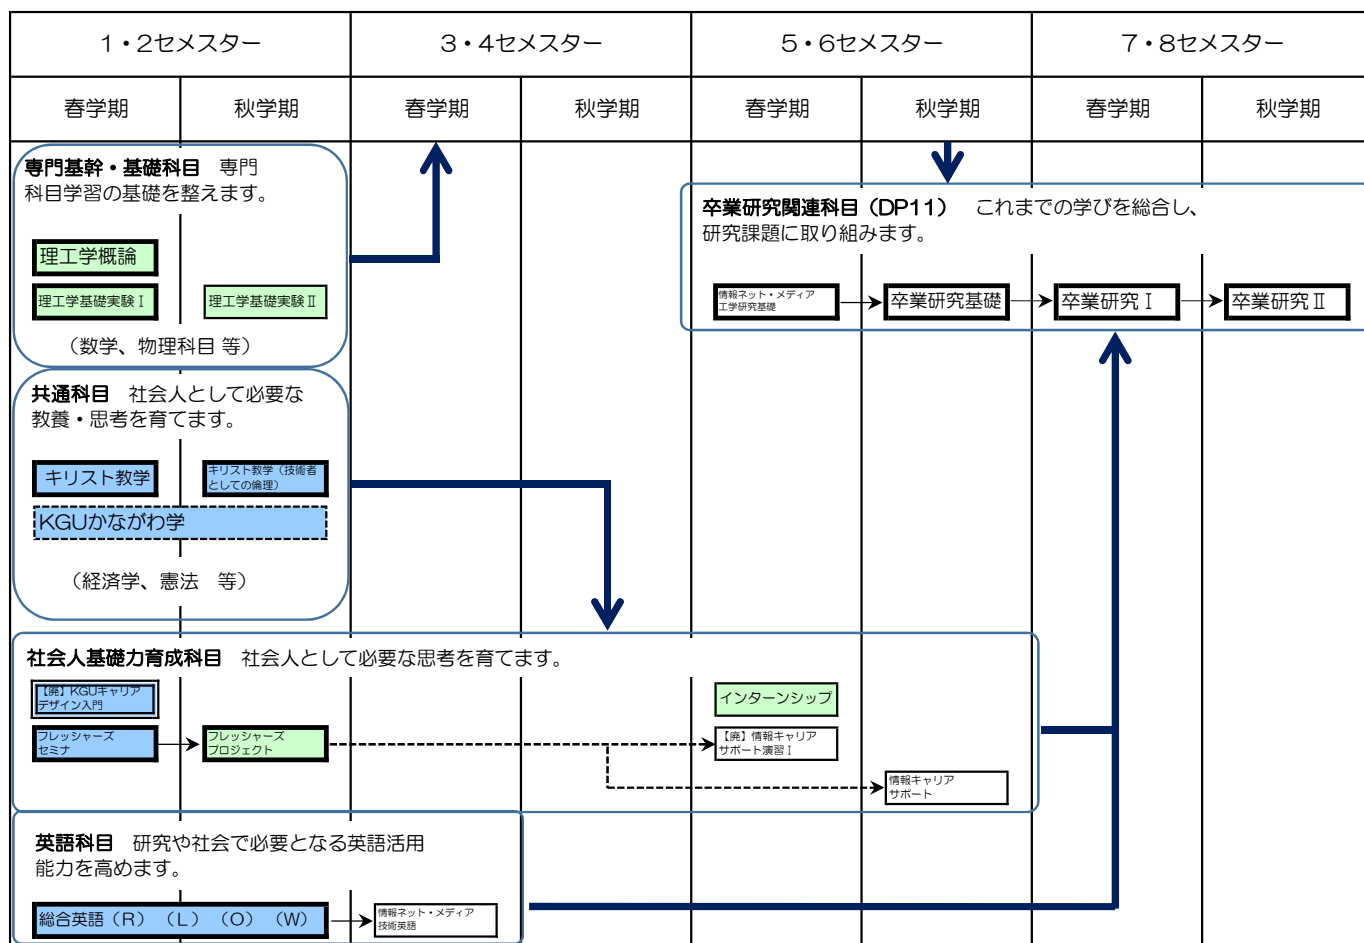 1・2セメスター
3・4セメスター
5・6セメスター
7・8セメスター
春学期
秋学期
春学期
秋学期
春学期
秋学期
春学期
秋学期
専門基幹・基礎科目　専門
科目学習の基礎を整えます。
理工学概論
理工学基礎実験Ⅰ
理工学基礎実験Ⅱ
（数学、物理科目 等）
卒業研究関連科目（DP11）　これまでの学びを総合し、
研究課題に取り組みます。
情報ネット・メディア
工学研究基礎
卒業研究基礎
卒業研究Ⅰ
卒業研究Ⅱ
共通科目　社会人として必要な
教養・思考を育てます。
キリスト教学
キリスト教学（技術者
としての倫理）
KGUかながわ学
（経済学、憲法　等）
社会人基礎力育成科目　社会人として必要な思考を育てます。
【廃】KGUキャリア
デザイン入門
フレッシャーズ
セミナ
フレッシャーズ
プロジェクト
インターンシップ
【廃】情報キャリア
サポート演習Ⅰ
情報キャリア
サポート
英語科目　研究や社会で必要となる英語活用
能力を高めます。
総合英語（R）（L）（O）（W）
情報ネット・メディア
技術英語